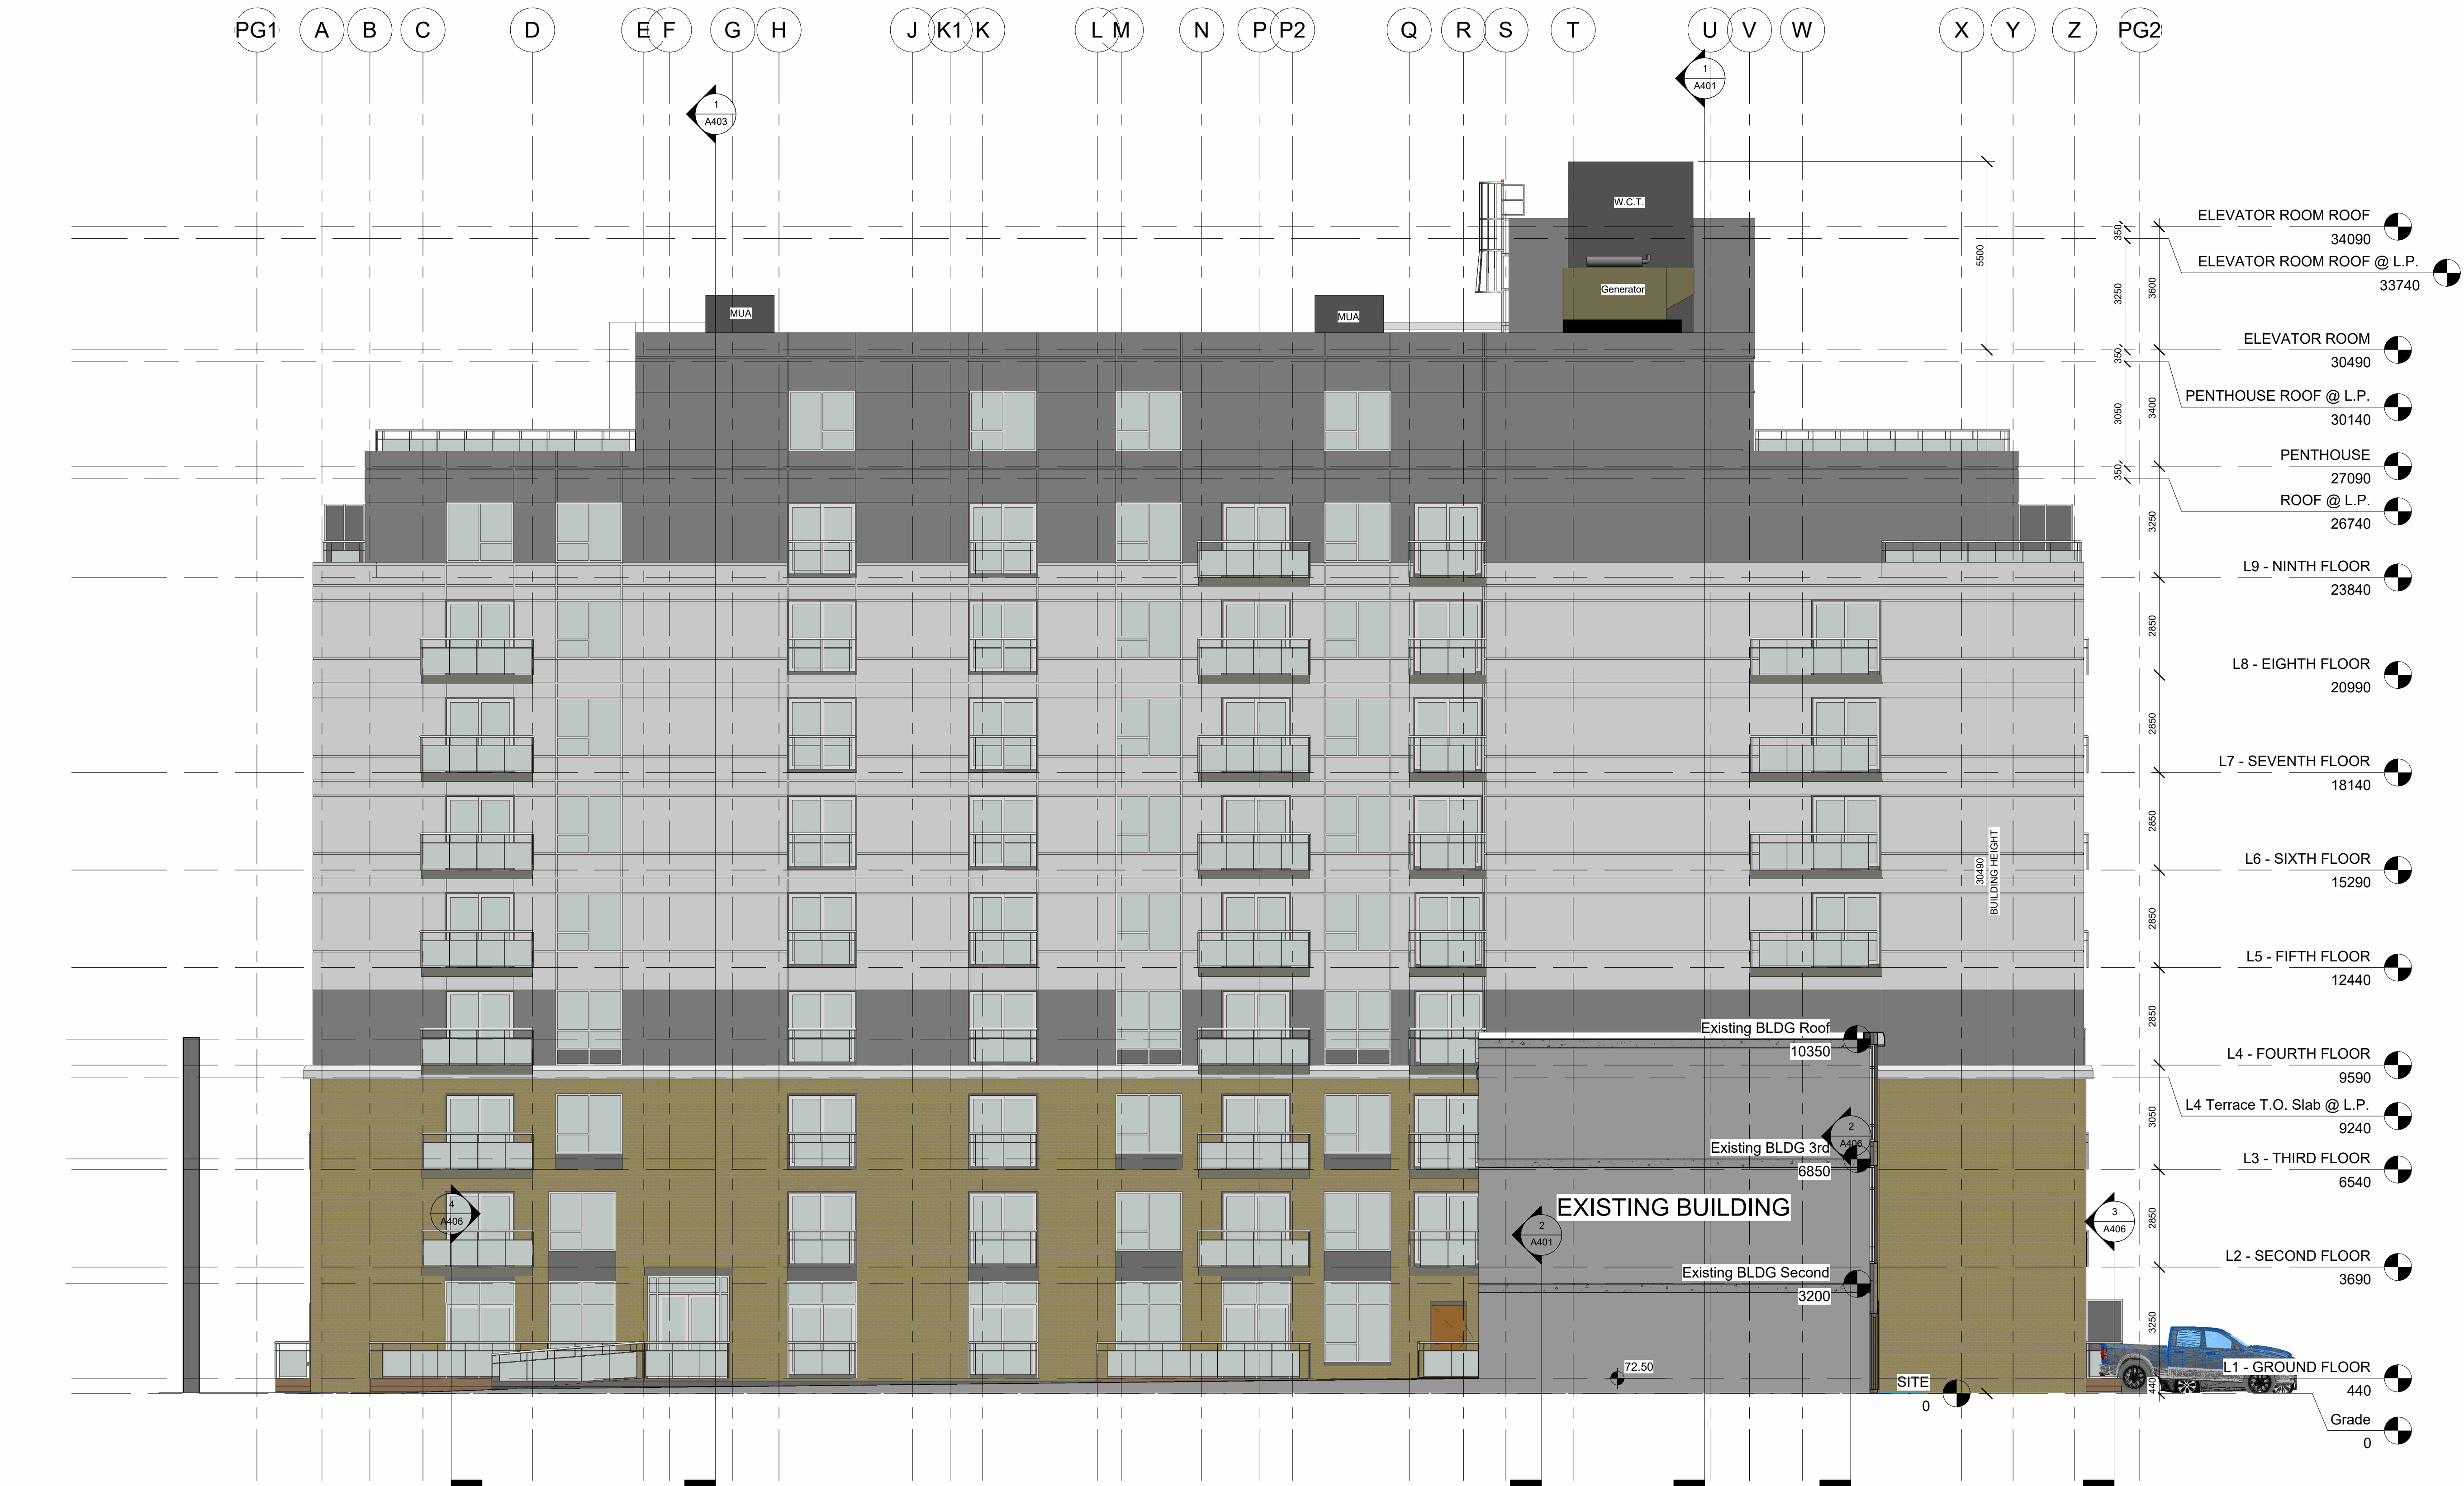 PG1 A B C D E F G H J K1 K L M N P P2 Q R S T U V W X Y Z PG2
1
A401
1
A403
W.C.T.
Generator
MUA
MUA
5500
30490
BUILDING HEIGHT
350
3250
350
3050
350
3600
3400
3250
2850
2850
2850
2850
2850
3050
2850
3250
440
ELEVATOR ROOM ROOF
34090
ELEVATOR ROOM ROOF @ L.P.
33740
ELEVATOR ROOM
30490
PENTHOUSE ROOF @ L.P.
30140
PENTHOUSE
27090
ROOF @ L.P.
26740
L9 - NINTH FLOOR
23840
L8 - EIGHTH FLOOR
20990
L7 - SEVENTH FLOOR
18140
L6 - SIXTH FLOOR
15290
L5 - FIFTH FLOOR
12440
L4 - FOURTH FLOOR
9590
L4 Terrace T.O. Slab @ L.P.
9240
L3 - THIRD FLOOR
6540
L2 - SECOND FLOOR
3690
L1 - GROUND FLOOR
440
Grade
0
Existing BLDG Roof
10350
2
A406
Existing BLDG 3rd
6850
EXISTING BUILDING
4
A406
2
A401
3
A406
Existing BLDG Second
3200
72.50
SITE
0